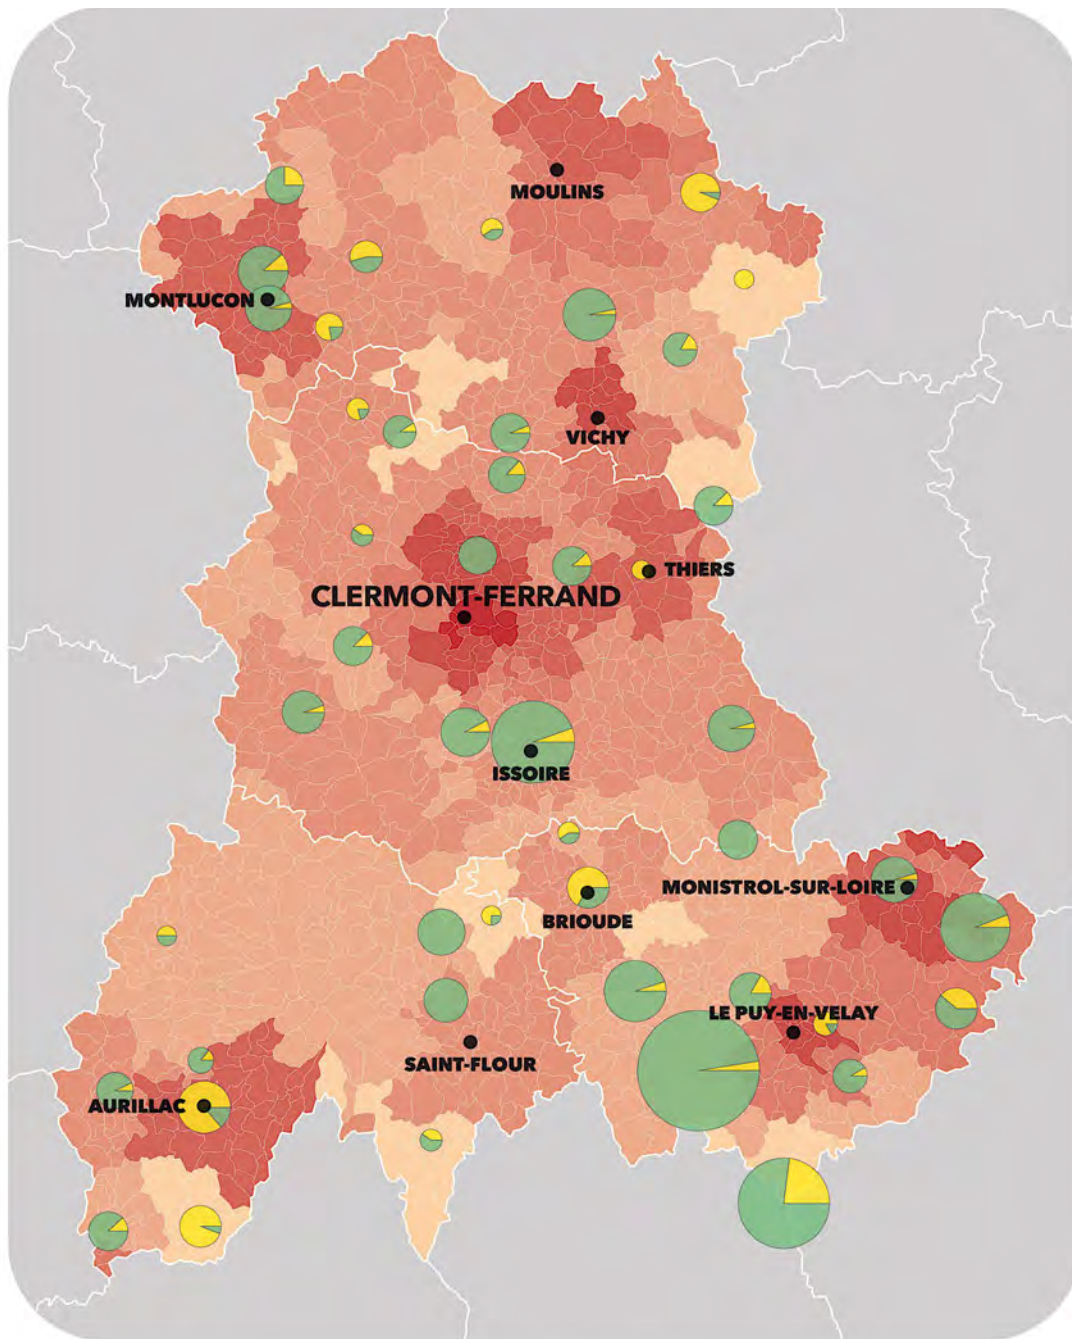 MOULINS
MONTLUCON
VICHY
THIERS
CLERMONT-FERRAND
ISSOIRE
MONISTROL-SUR-LOIRE
BRIOUDE
LE PUY-EN-VELAY
SAINT-FLOUR
AURILLAC